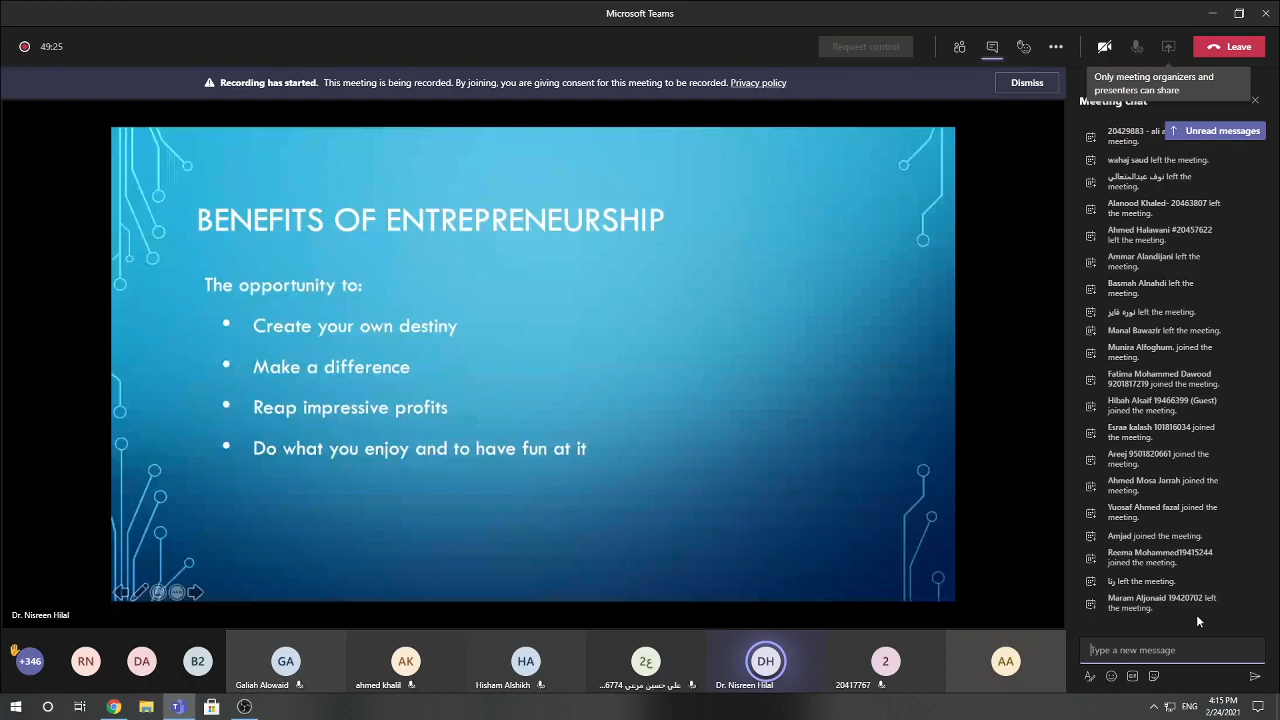 Microsoft Teams
49:25
Request control
Leave
Recording has started. This meeting is being recorded. By joining, you are giving consent for this meeting to be recorded. Privacy policy
Dismiss
Only meeting organizers and
presenters can share
Meeting chat
BENEFITS OF ENTREPRENEURSHIP
The opportunity to:
• Create your own destiny
• Make a difference
• Reap impressive profits
• Do what you enjoy and to have fun at it
Dr. Nisreen Hilal
Unread messages
20429883 - ali
meeting.
wahaj saud left the meeting.
نوف عبدالمتعالي left the
meeting.
Alanood Khaled- 20463807 left
the meeting.
Ahmed Halawani #20457622
left the meeting.
Ammar Alandijani left the
meeting.
Basmah Alnahdi left the
meeting.
نوره فايز left the meeting.
Manal Bawazir left the meeting.
Munira Alfoghum. joined the
meeting.
Fatima Mohammed Dawood
9201817219 joined the meeting.
Hibah Alsaif 19466399 (Guest)
joined the meeting.
Esraa kalash 101816034 joined
the meeting.
Areej 9501820661 joined the
meeting.
Ahmed Mosa Jarrah joined the
meeting.
Yuosaf Ahmed fazal joined the
meeting.
Amjad joined the meeting.
Reema Mohammed19415244
joined the meeting.
رنا left the meeting.
Maram Aljonaid 19420702 left
the meeting.
Type a new message
+346
RN
DA
B2
GA
Galiah Alowaid
AK
ahmed khalil
HA
Hisham Alshikh
ع2
علي حسين مرعي 6774...
DH
Dr. Nisreen Hilal
2
20417767
AA
ENG
4:15 PM
2/24/2021